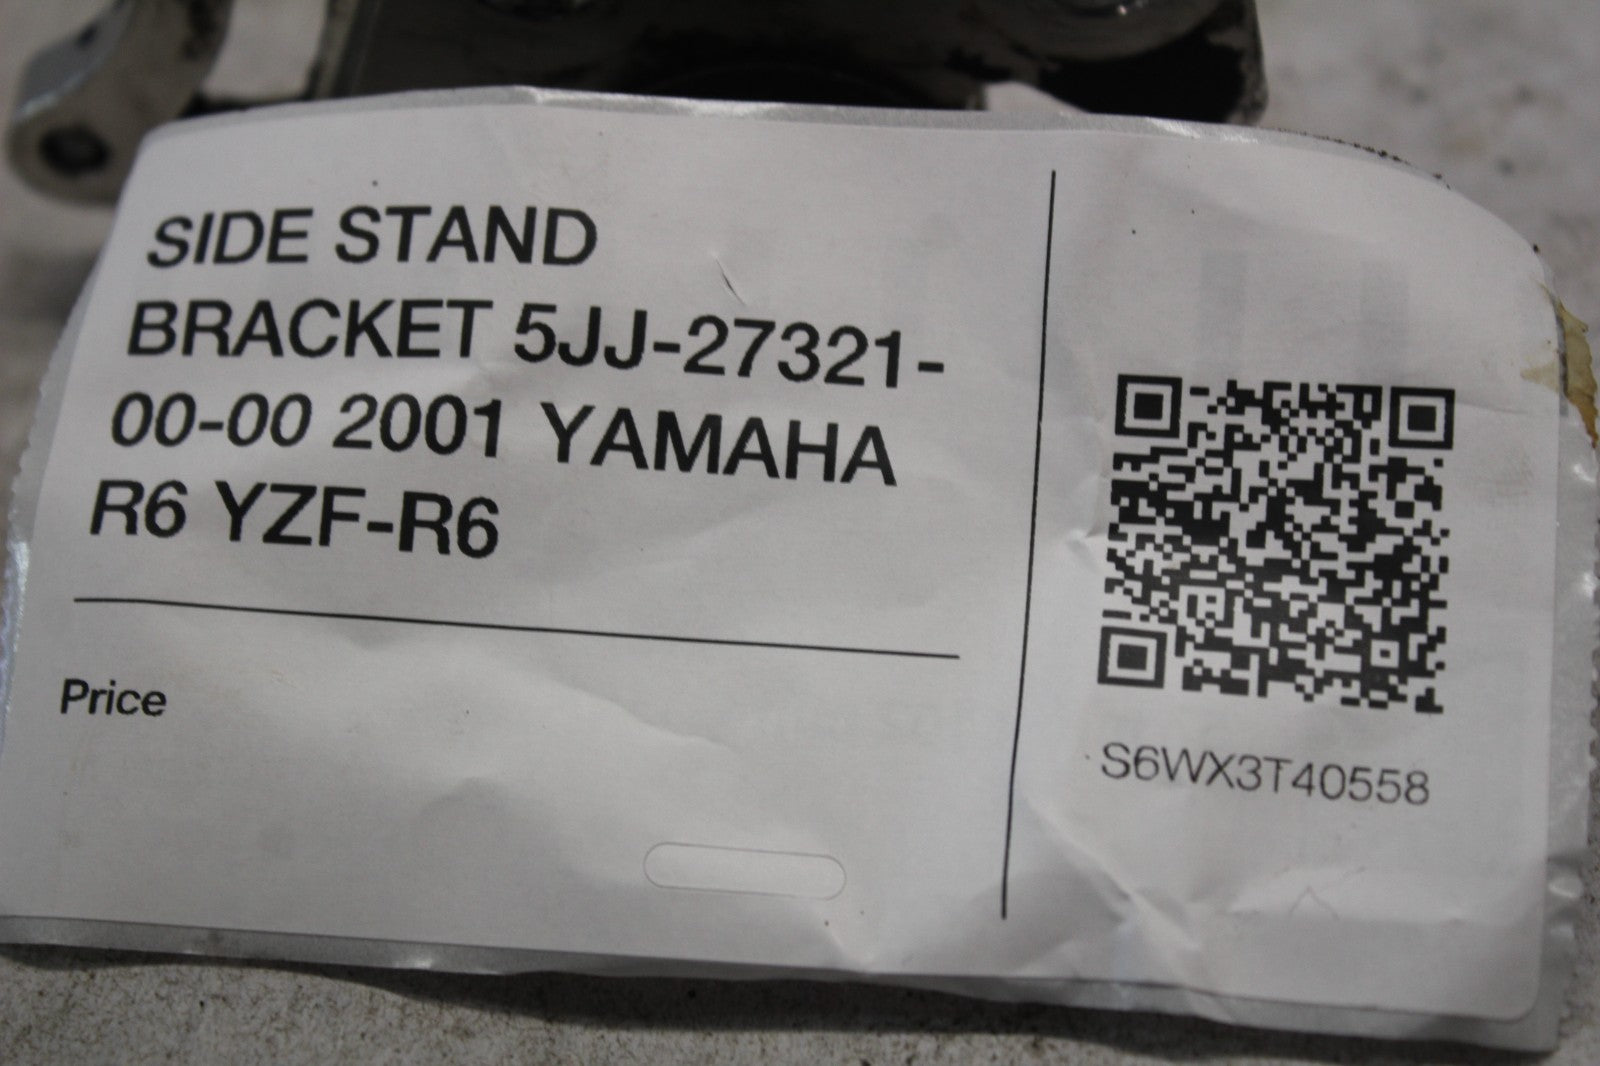 SIDE STAND
BRACKET 5JJ-27321-
00-00 2001 YAMAHA
R6 YZF-R6
Price
S6WX3T40558